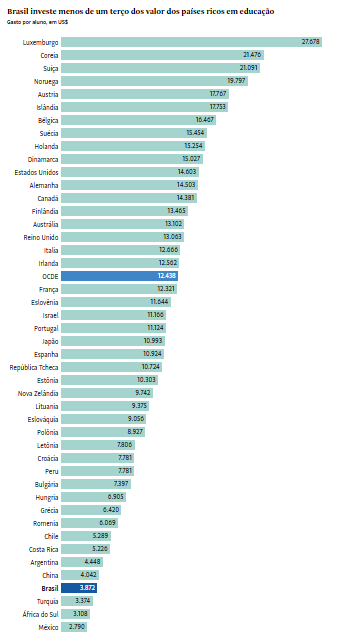 Brasil investe menos de um terço dos valor dos países ricos em educação
Gasto por aluno, em US$
Luxemburgo 27.678
Coreia 21.476
Suíça 21.091
Noruega 19.797
Áustria 17.767
Islândia 17.753
Bélgica 16.467
Suécia 15.454
Holanda 15.254
Dinamarca 15.027
Estados Unidos 14.603
Alemanha 14.503
Canadá 14.381
Finlândia 13.465
Austrália 13.102
Reino Unido 13.063
Itália 12.666
Irlanda 12.562
OCDE 12.438
França 12.321
Eslovênia 11.644
Israel 11.166
Portugal 11.124
Japão 10.993
Espanha 10.924
República Tcheca 10.724
Estônia 10.303
Nova Zelândia 9.742
Lituania 9.375
Eslováquia 9.056
Polônia 8.927
Letônia 7.806
Croácia 7.781
Peru 7.781
Bulgária 7.397
Hungria 6.905
Grécia 6.420
Romenia 6.069
Chile 5.289
Costa Rica 5.226
Argentina 4.448
China 4.042
Brasil 3.872
Turquia 3.374
África do Sul 3.108
México 2.790